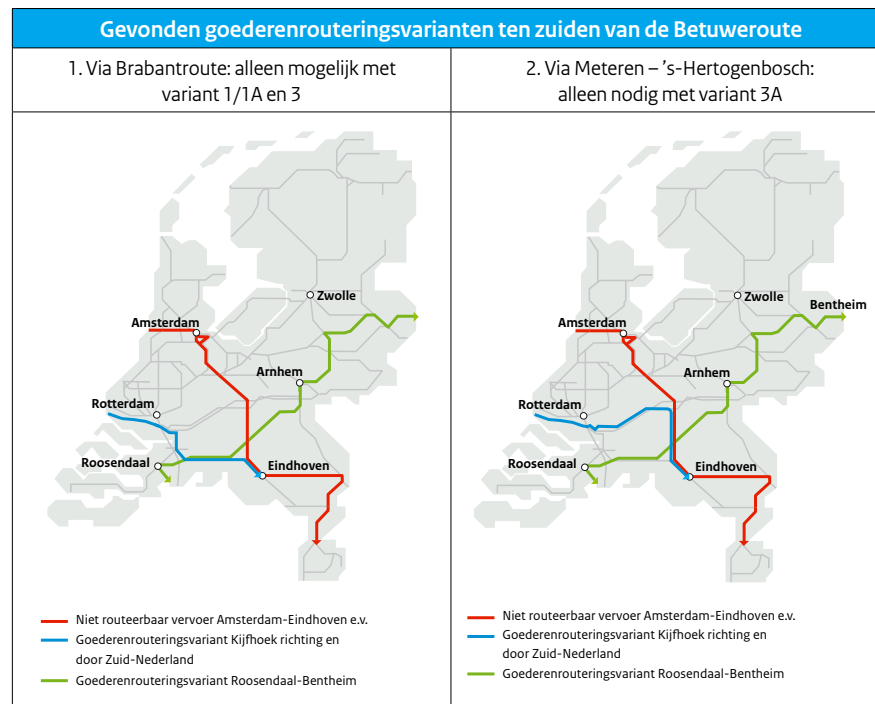 Gevonden goederenrouteringsvarianten ten zuiden van de Betuweroute
1. Via Brabantroute: alleen mogelijk met
variant 1/1A en 3
Zwolle
Amsterdam
Arnhem
Rotterdam
Roosendaal
Eindhoven
Niet routeerbaar vervoer Amsterdam-Eindhoven e.v.
Goederenrouteringsvariant Kijfhoek richting en
door Zuid-Nederland
Goederenrouteringsvariant Roosendaal-Bentheim
2. Via Meteren – ’s-Hertogenbosch:
alleen nodig met variant 3A
Zwolle
Bentheim
Amsterdam
Arnhem
Rotterdam
Roosendaal
Eindhoven
Niet routeerbaar vervoer Amsterdam-Eindhoven e.v.
Goederenrouteringsvariant Kijfhoek richting en
door Zuid-Nederland
Goederenrouteringsvariant Roosendaal-Bentheim